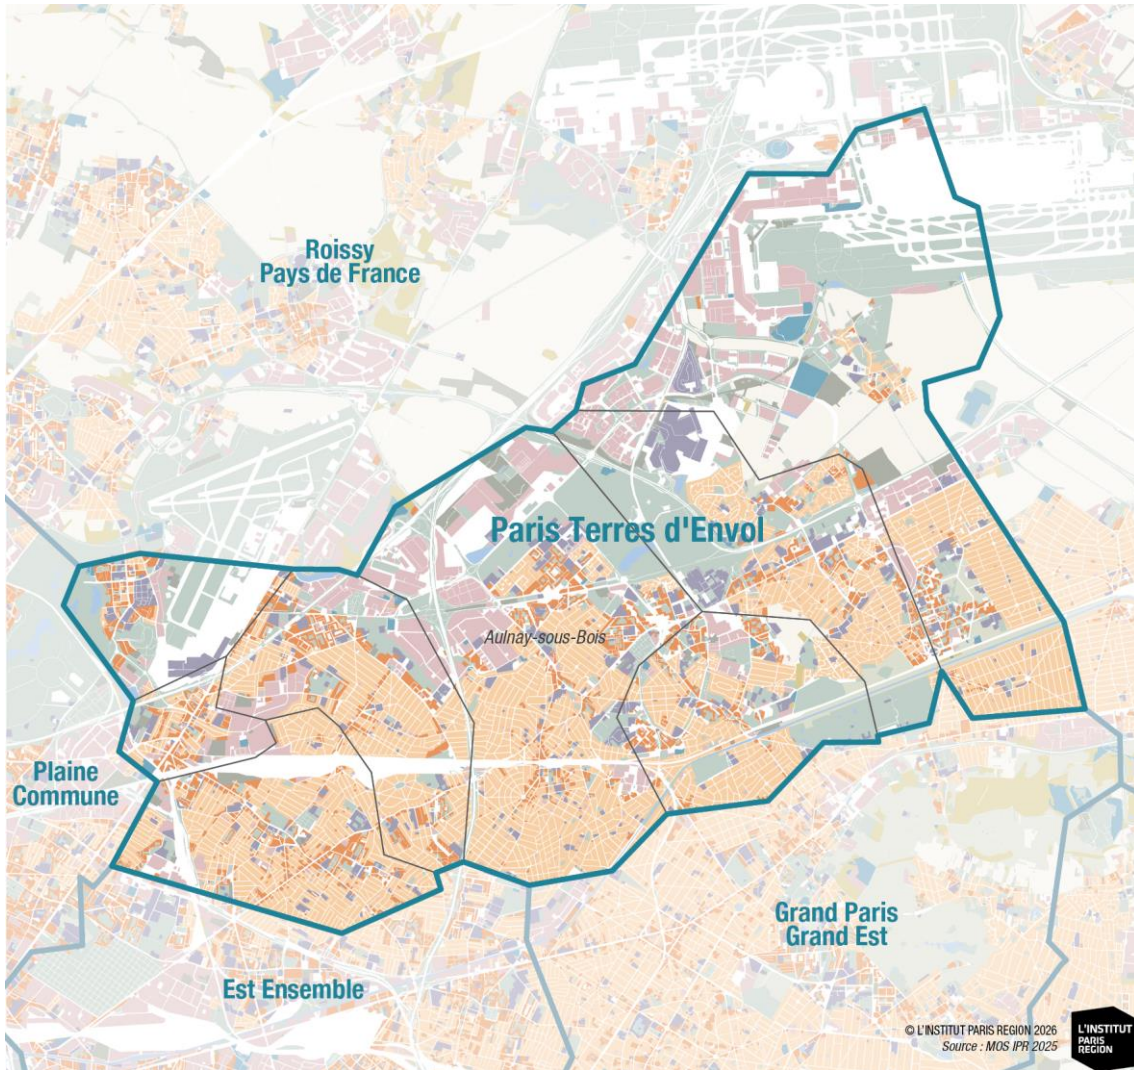 Roissy
Pays de France
Paris Terres d'Envol
Aulnay-sous-Bois
Plaine
Commune
Grand Paris
Grand Est
Est Ensemble
© L'INSTITUT PARIS REGION 2026
Source : MOS IPR 2025
L'INSTITUT
PARIS
REGION